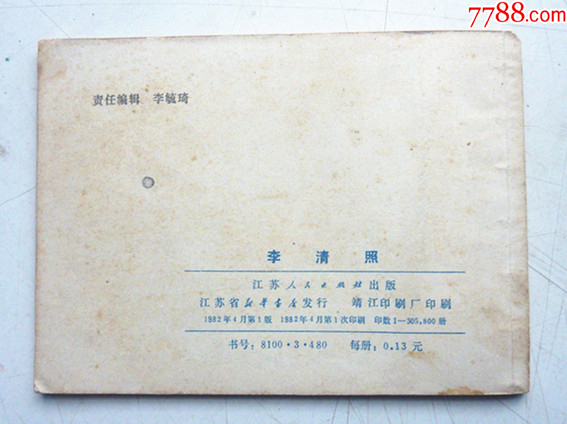 7788.com
责任编辑 李毓琦
李清照
江苏人民出版社出版
江苏省新华书店发行 靖江印刷厂印刷
1982年4月第1版 1982年4月第1次印刷 印数1—305,800册
书号:8100·3·480 每册:0.13元